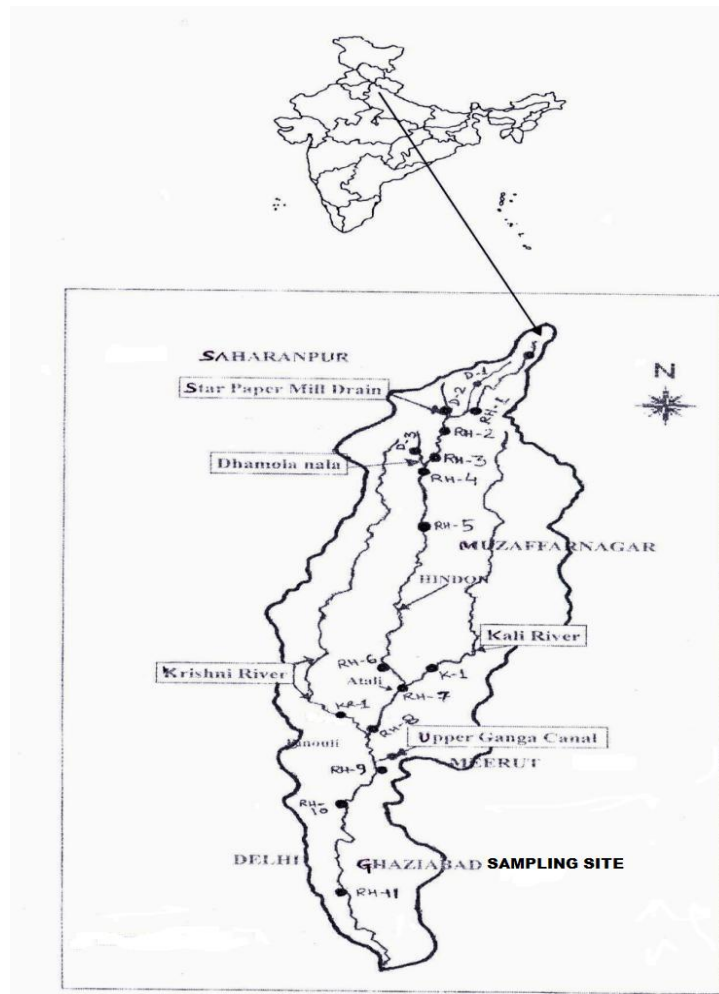 SAHARANPUR
N
D-1
Star Paper Mill Drain
D-2
RH-1
RH-2
D-3
RH-3
Dhamola nala
RH-4
RH-5
MUZAFFARNAGAR
HINDON
Kali River
RH-6
K-1
Krishni River
Atali
RH-7
KR-1
RH-8
Upper Ganga Canal
RH-9
MEERUT
RH-10
DELHI
GHAZIABAD SAMPLING SITE
RH-11